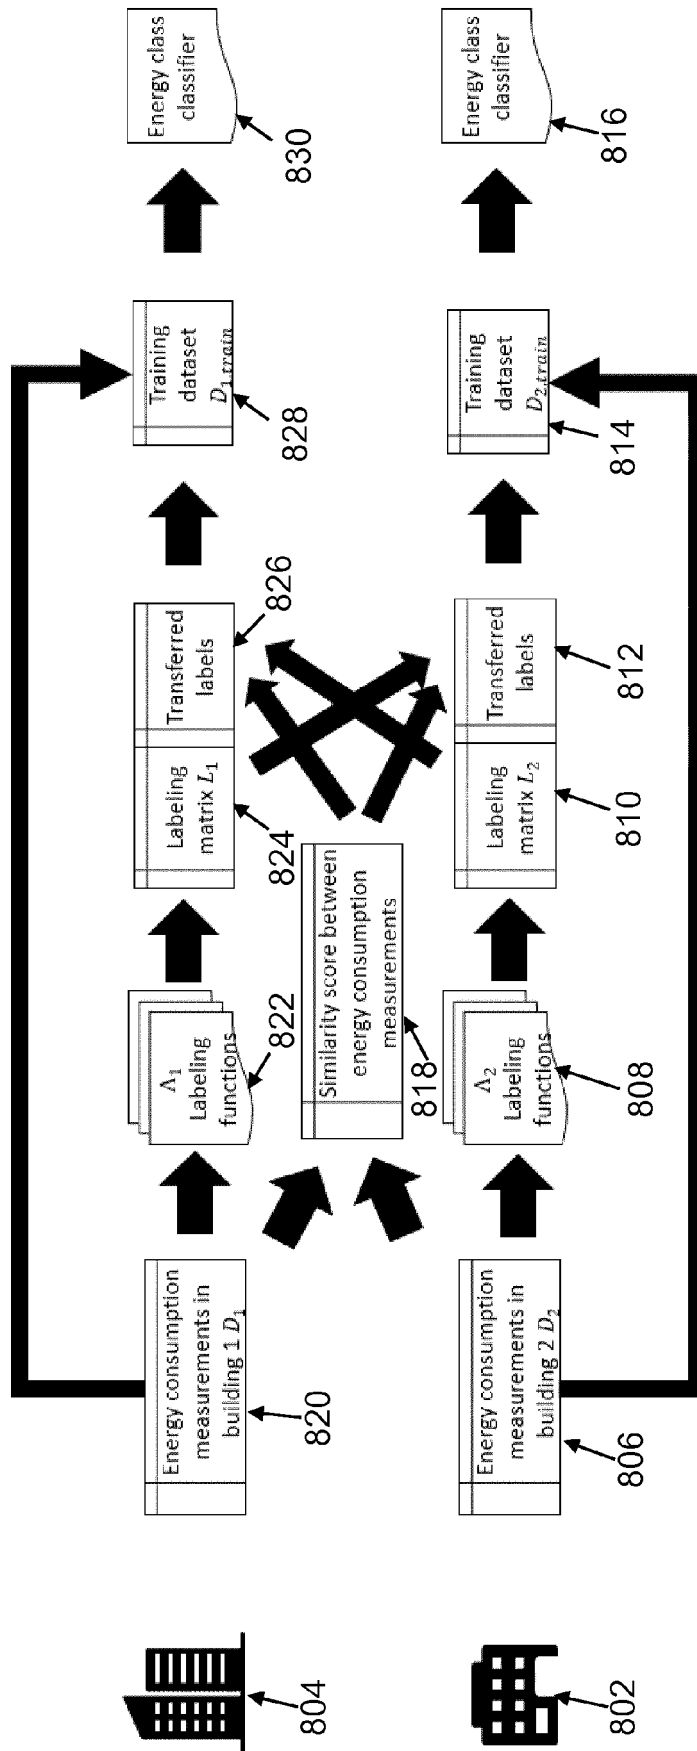 804
Energy consumption
measurements in
building 1 D₁
820
Λ₁
Labeling
functions
822
Labeling
matrix L₁
824
Transferred
labels
826
Training
dataset
D₁.train
828
Energy class
classifier
830
Similarity score between
energy consumption
measurements
818
802
Energy consumption
measurements in
building 2 D₂
806
Λ₂
Labeling
functions
808
Labeling
matrix L₂
810
Transferred
labels
812
Training
dataset
D₂.train
814
Energy class
classifier
816